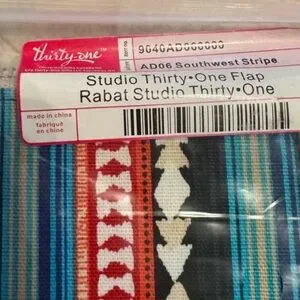 thirty-one
9040AD060000
AD06 Southwest Stripe
Studio Thirty•One Flap
Rabat Studio Thirty•One
made in china
fabriqué
en chine